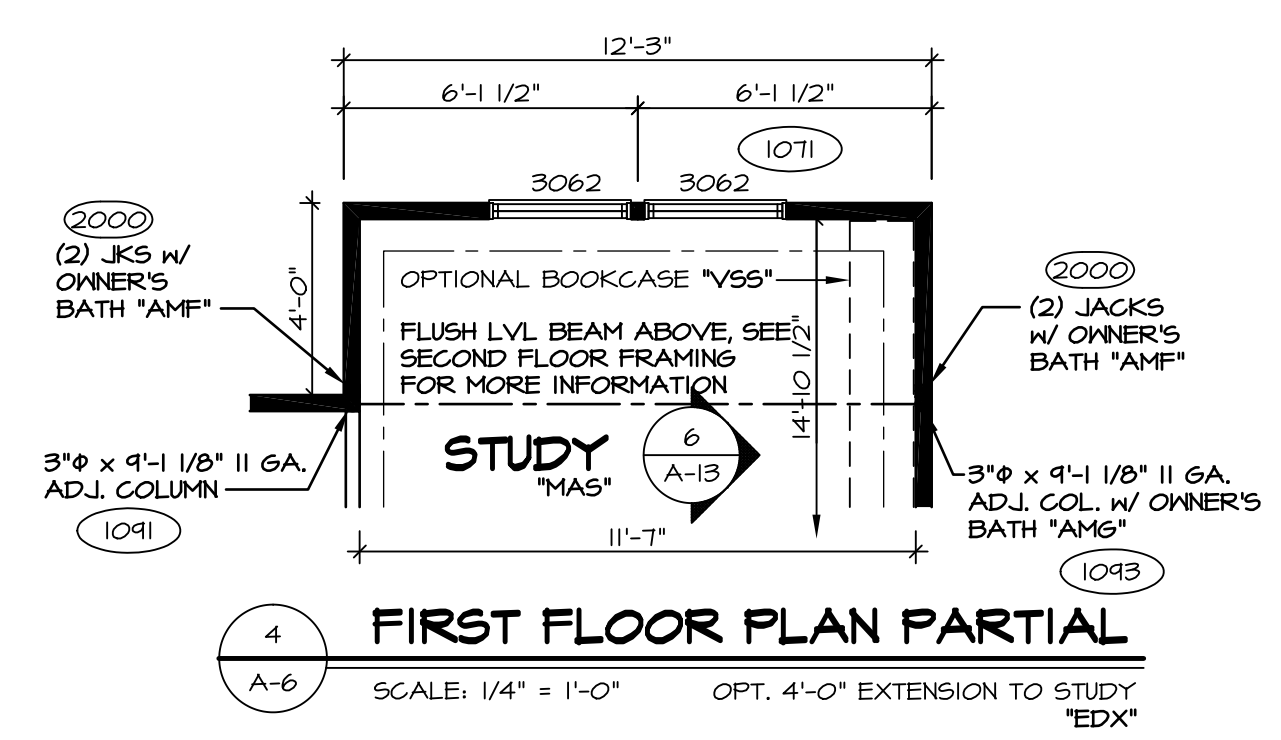 12'-3"
6'-1 1/2"
6'-1 1/2"
1071
3062
3062
2000
(2) JKS w/
OWNER'S
BATH "AMF"
4'-0"
OPTIONAL BOOKCASE "VSS"
FLUSH LVL BEAM ABOVE, SEE
SECOND FLOOR FRAMING
FOR MORE INFORMATION
14'-10 1/2"
2000
(2) JACKS
w/ OWNER'S
BATH "AMF"
STUDY
"MAS"
6
A-13
3"Φ x 9'-1 1/8" 11 GA.
ADJ. COLUMN
1091
3"Φ x 9'-1 1/8" 11 GA.
ADJ. COL. w/ OWNER'S
BATH "AMG"
1093
11'-7"
4
A-6
FIRST FLOOR PLAN PARTIAL
SCALE: 1/4" = 1'-0"
OPT. 4'-0" EXTENSION TO STUDY
"EDX"